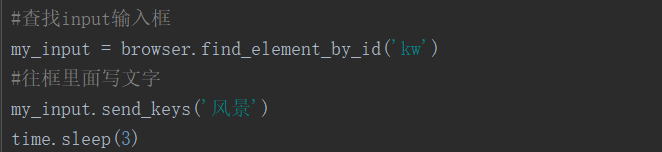 #查找input输入框
my_input = browser.find_element_by_id('kw')
#往框里面写文字
my_input.send_keys('风景')
time.sleep(3)